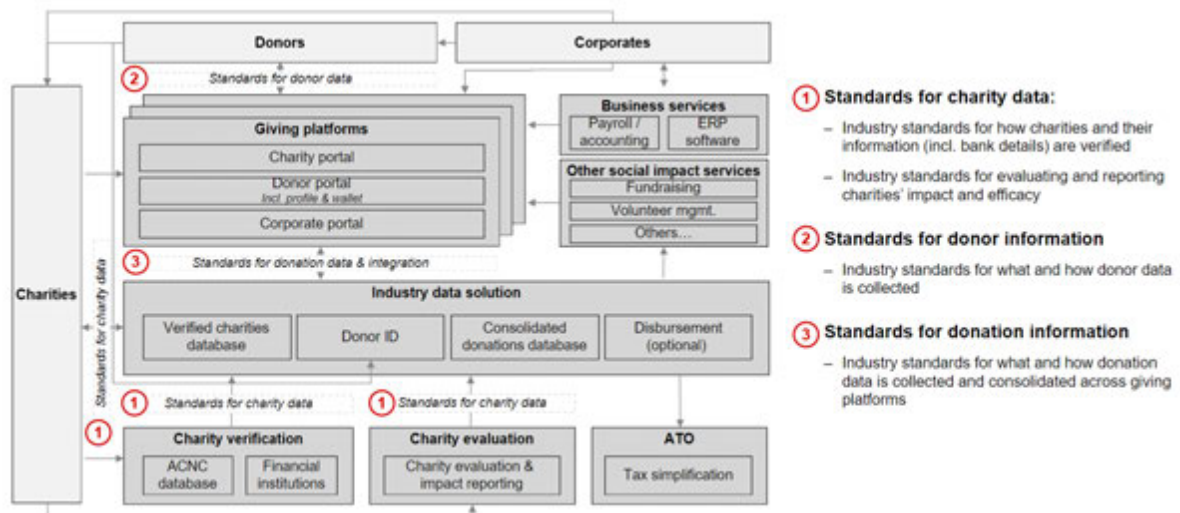 Donors
Corporates
2
Standards for donor data
Giving platforms
Charity portal
Donor portal
Incl. profile & wallet
Corporate portal
Business services
Payroll /
accounting
ERP
software
Other social impact services
Fundraising
Volunteer mgmt.
Others...
3
Standards for donation data & integration
Charities
Standards for charity data
Industry data solution
Verified charities
database
Donor ID
Consolidated
donations database
Disbursement
(optional)
1
Standards for charity data
1
Standards for charity data
1
Charity verification
ACNC
database
Financial
institutions
Charity evaluation
Charity evaluation &
impact reporting
ATO
Tax simplification
1 Standards for charity data:
– Industry standards for how charities and their
information (incl. bank details) are verified
– Industry standards for evaluating and reporting
charities' impact and efficacy
2 Standards for donor information
– Industry standards for what and how donor data
is collected
3 Standards for donation information
– Industry standards for what and how donation
data is collected and consolidated across giving
platforms